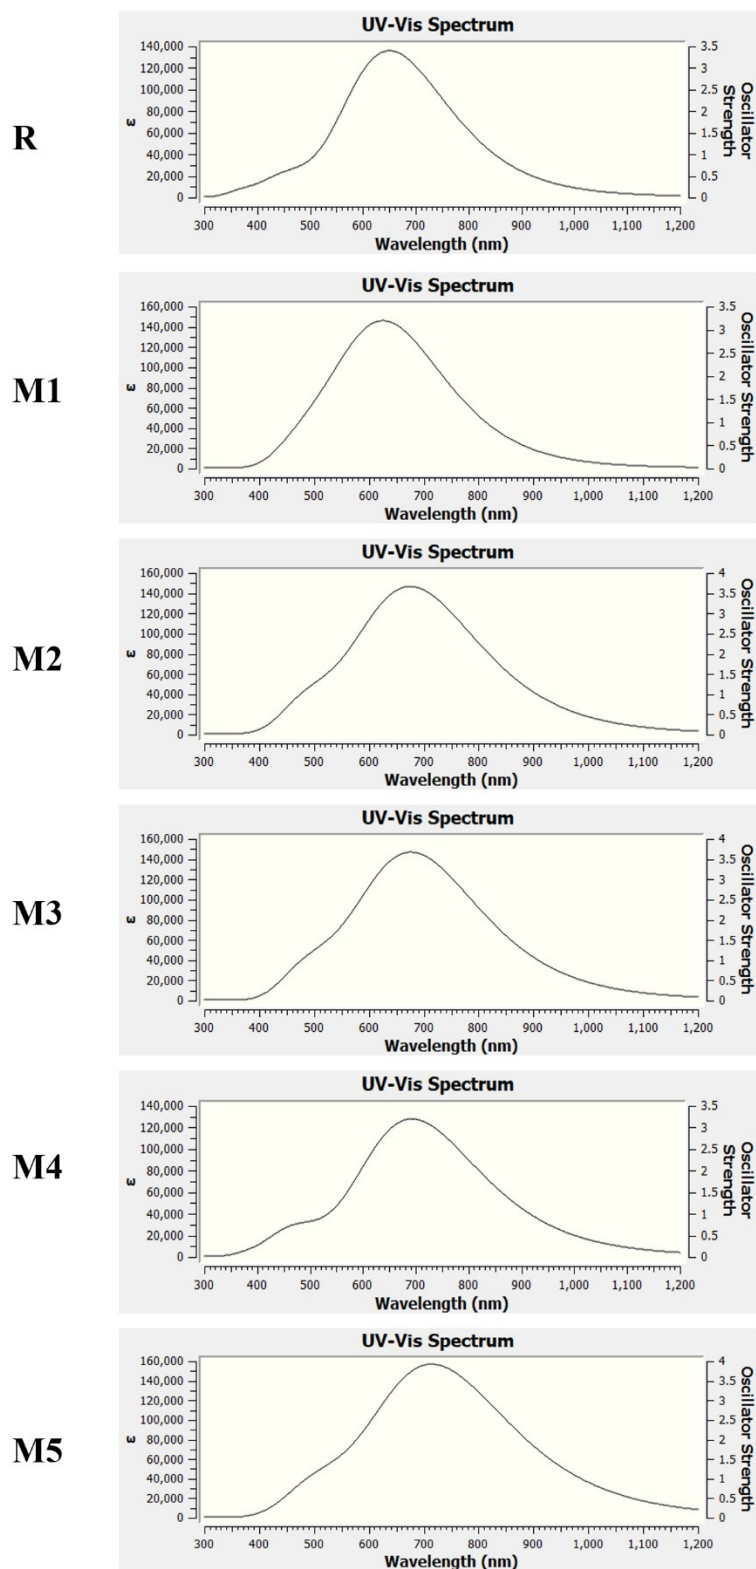 R
UV-Vis Spectrum
140,000
120,000
100,000
80,000
60,000
40,000
20,000
0
ε
3.5
3
2.5
2
1.5
1
0.5
0
Oscillator
Strength
300 400 500 600 700 800 900 1,000 1,100 1,200
Wavelength (nm)
M1
UV-Vis Spectrum
160,000
140,000
120,000
100,000
80,000
60,000
40,000
20,000
0
ε
3.5
3
2.5
2
1.5
1
0.5
0
Oscillator Strength
300 400 500 600 700 800 900 1,000 1,100 1,200
Wavelength (nm)
M2
UV-Vis Spectrum
160,000
140,000
120,000
100,000
80,000
60,000
40,000
20,000
0
ε
4
3.5
3
2.5
2
1.5
1
0.5
0
Oscillator Strength
300 400 500 600 700 800 900 1,000 1,100 1,200
Wavelength (nm)
M3
UV-Vis Spectrum
160,000
140,000
120,000
100,000
80,000
60,000
40,000
20,000
0
ε
4
3.5
3
2.5
2
1.5
1
0.5
0
Oscillator Strength
300 400 500 600 700 800 900 1,000 1,100 1,200
Wavelength (nm)
M4
UV-Vis Spectrum
140,000
120,000
100,000
80,000
60,000
40,000
20,000
0
ε
3.5
3
2.5
2
1.5
1
0.5
0
Oscillator
Strength
300 400 500 600 700 800 900 1,000 1,100 1,200
Wavelength (nm)
M5
UV-Vis Spectrum
160,000
140,000
120,000
100,000
80,000
60,000
40,000
20,000
0
ε
4
3.5
3
2.5
2
1.5
1
0.5
0
Oscillator Strength
300 400 500 600 700 800 900 1,000 1,100 1,200
Wavelength (nm)